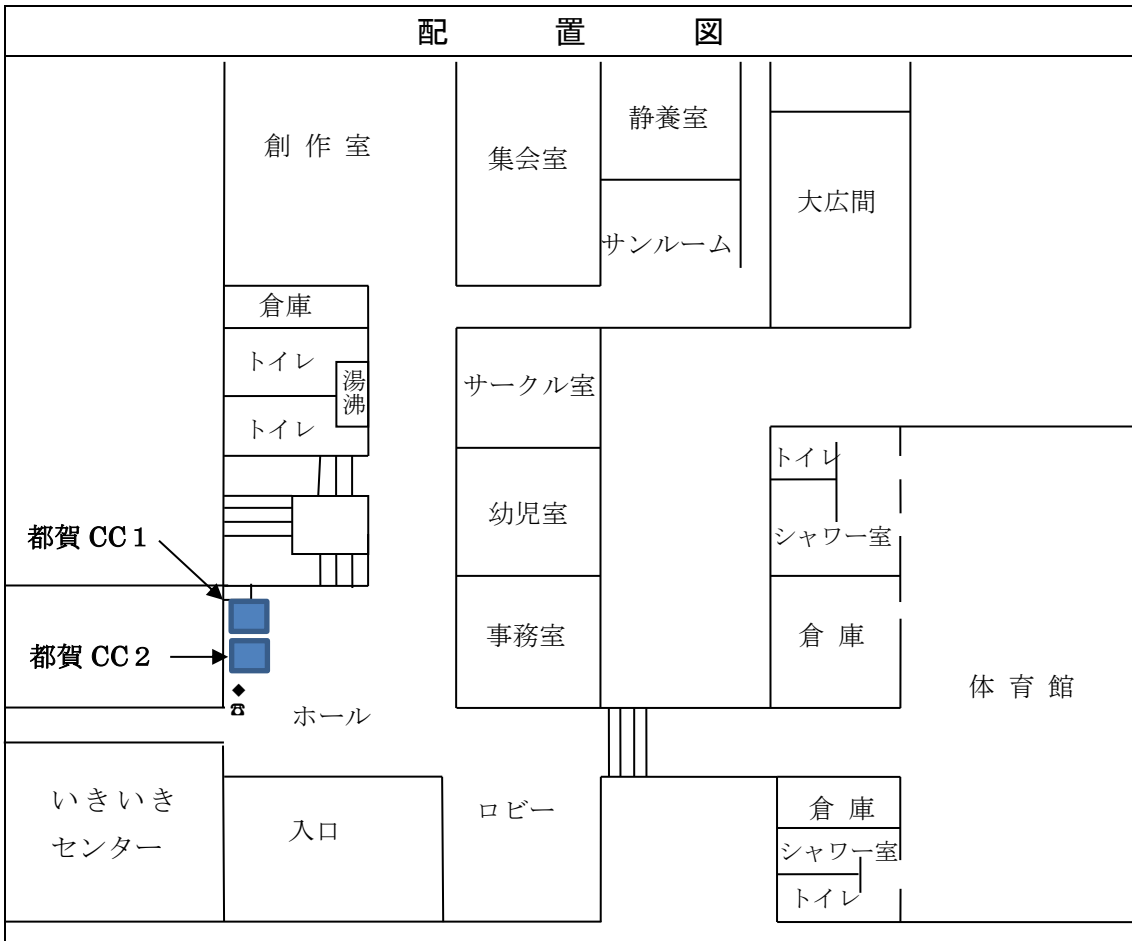 配 置 図
創 作 室
集会室
静養室
サンルーム
大広間
倉庫
トイレ
湯沸
トイレ
サークル室
幼児室
事務室
トイレ
シャワー室
倉 庫
体 育 館
都賀 CC 1
都賀 CC 2
◆
☎
ホール
いきいき
センター
入口
ロビー
倉 庫
シャワー室
トイレ